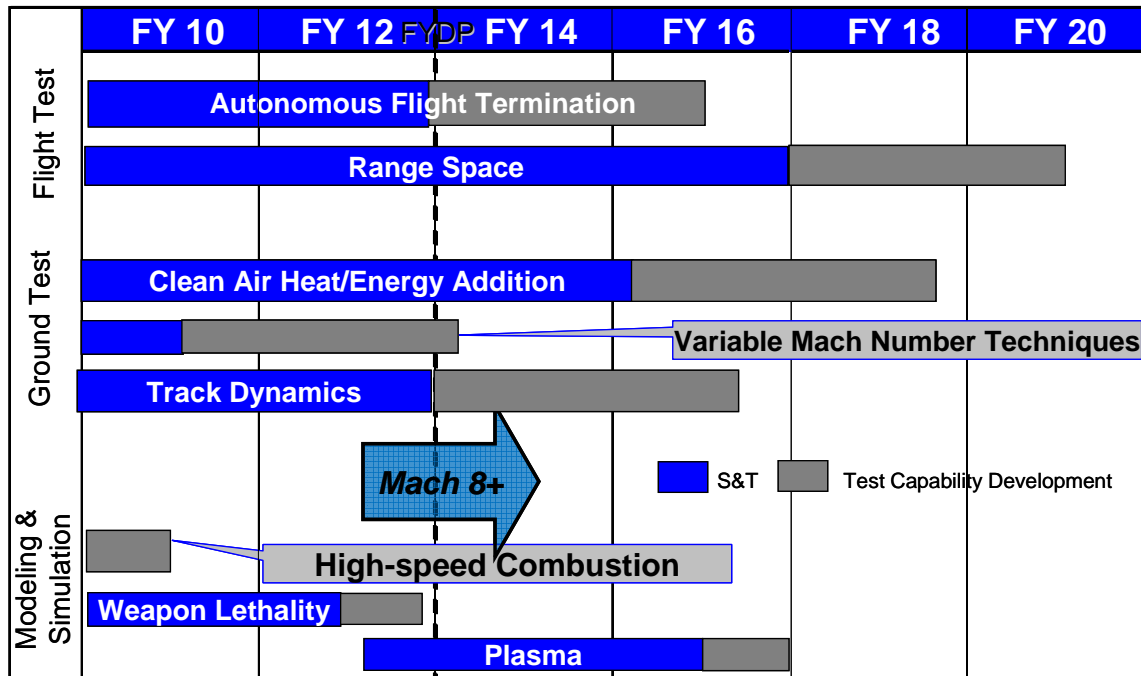 FY 10 FY 12 FYDP FY 14 FY 16 FY 18 FY 20
Flight Test
Autonomous Flight Termination
Range Space
Ground Test
Clean Air Heat/Energy Addition
Variable Mach Number Techniques
Track Dynamics
Mach 8+
S&T Test Capability Development
Modeling &
Simulation
High-speed Combustion
Weapon Lethality
Plasma